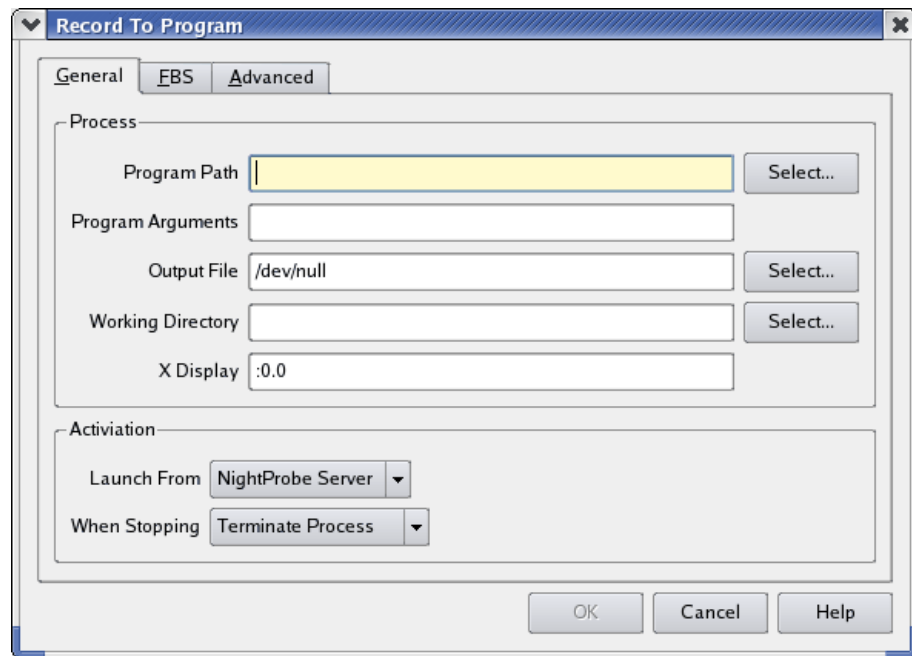 Record To Program
General FBS Advanced
Process
Program Path Select...
Program Arguments
Output File /dev/null Select...
Working Directory Select...
X Display :0.0
Activiation
Launch From NightProbe Server
When Stopping Terminate Process
OK Cancel Help